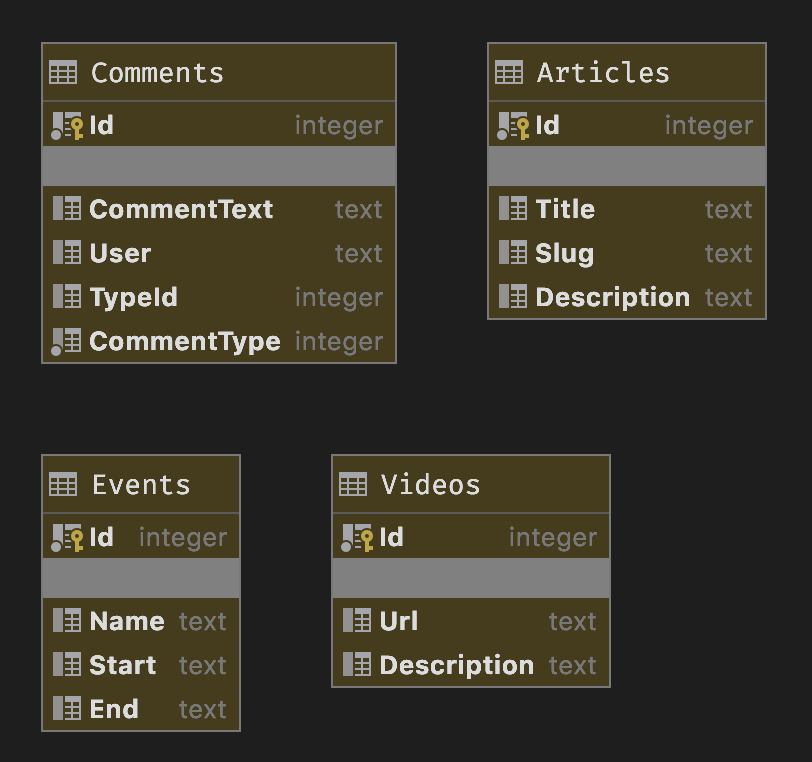 Comments
Id integer
CommentText text
User text
TypeId integer
CommentType integer
Articles
Id integer
Title text
Slug text
Description text
Events
Id integer
Name text
Start text
End text
Videos
Id integer
Url text
Description text